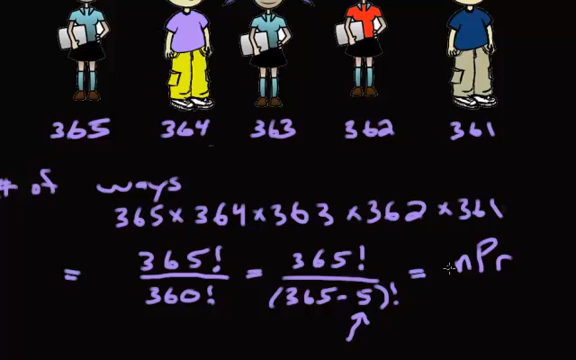 365 364 363 362 361
# of ways
365 × 364 × 363 × 362 × 361
= 365! / 360! = 365! / (365 - 5)! = nPr